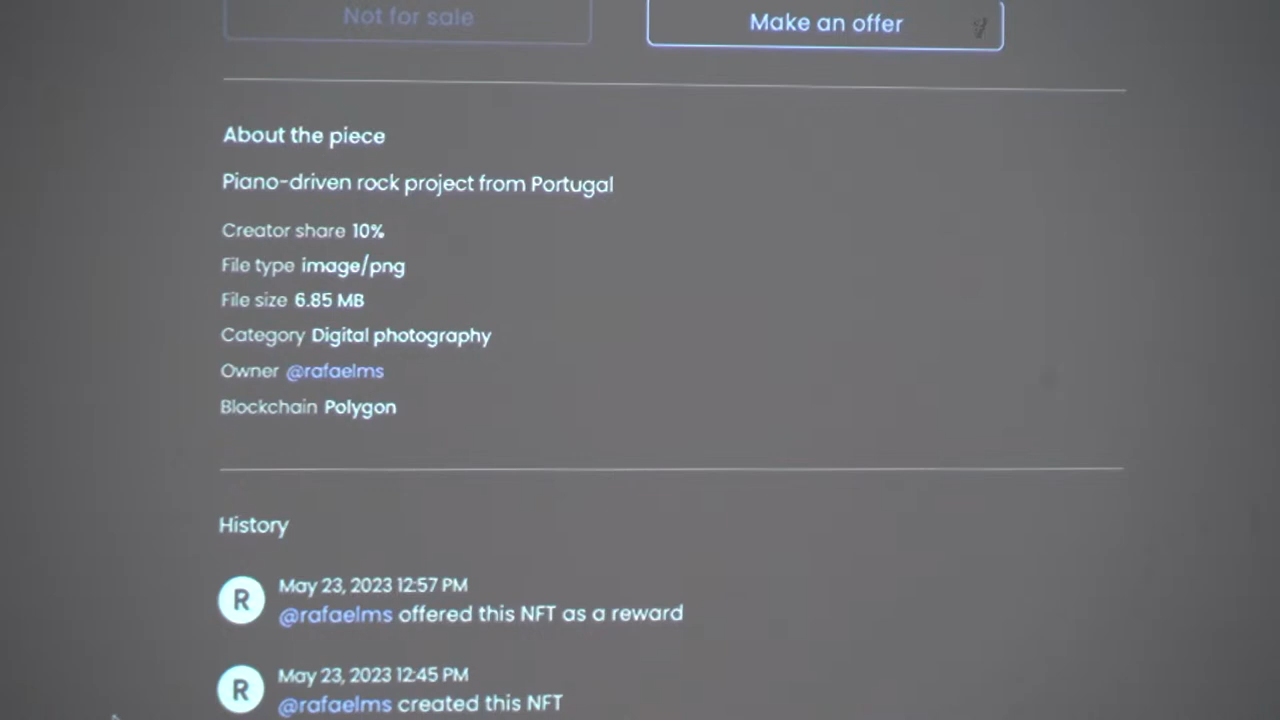 Not for sale
Make an offer
About the piece
Piano-driven rock project from Portugal
Creator share 10%
File type image/png
File size 6.85 MB
Category Digital photography
Owner @rafaelms
Blockchain Polygon
History
R
May 23, 2023 12:57 PM
@rafaelms offered this NFT as a reward
R
May 23, 2023 12:45 PM
@rafaelms created this NFT